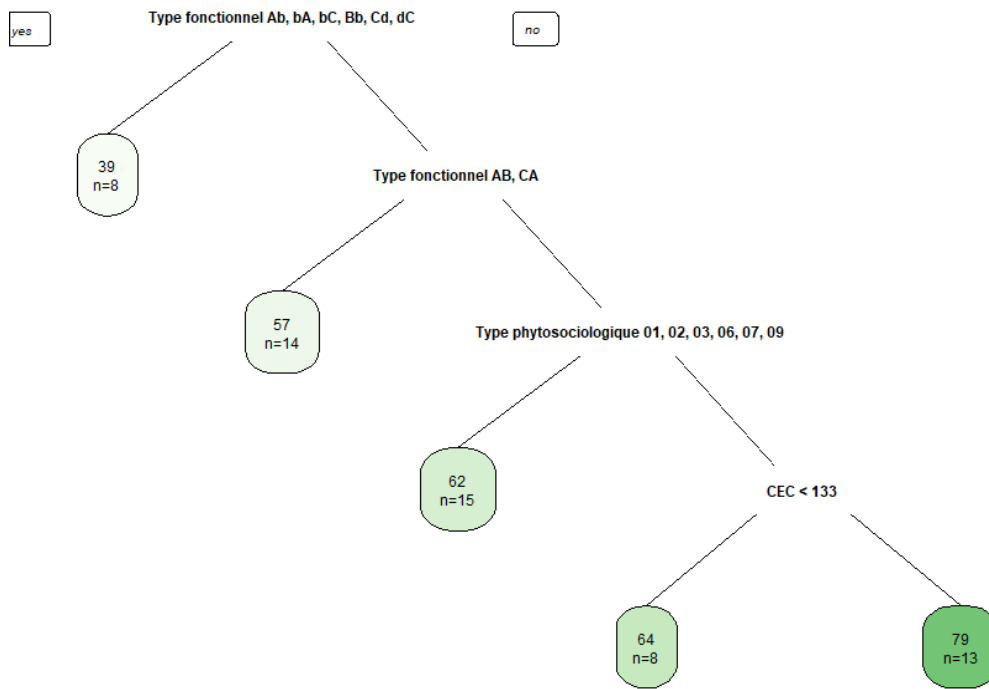 Type fonctionnel Ab, bA, bC, Bb, Cd, dC
yes
no
39
n=8
Type fonctionnel AB, CA
57
n=14
Type phytosociologique 01, 02, 03, 06, 07, 09
62
n=15
CEC < 133
64
n=8
79
n=13